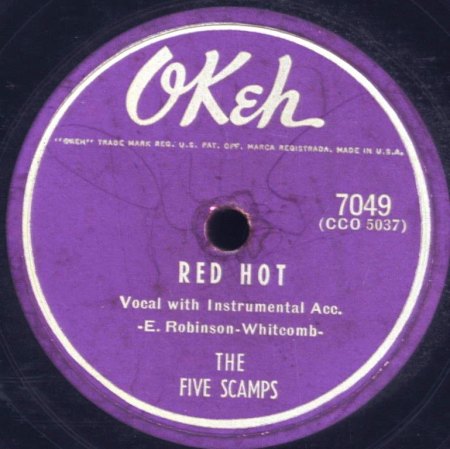 OKeh
"OKEH" TRADE MARK REG. U.S. PAT. OFF. MARCA REGISTRADA. MADE IN U.S.A.
7049
(CCO 5037)
RED HOT
Vocal with Instrumental Acc.
-E. Robinson-Whitcomb-
THE
FIVE SCAMPS